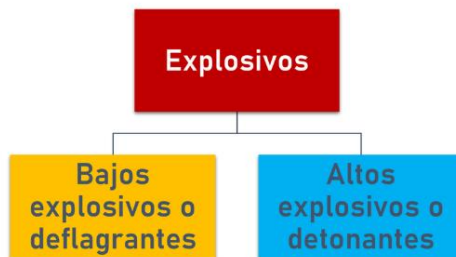 Explosivos
Bajos
explosivos o
deflagrantes
Altos
explosivos o
detonantes